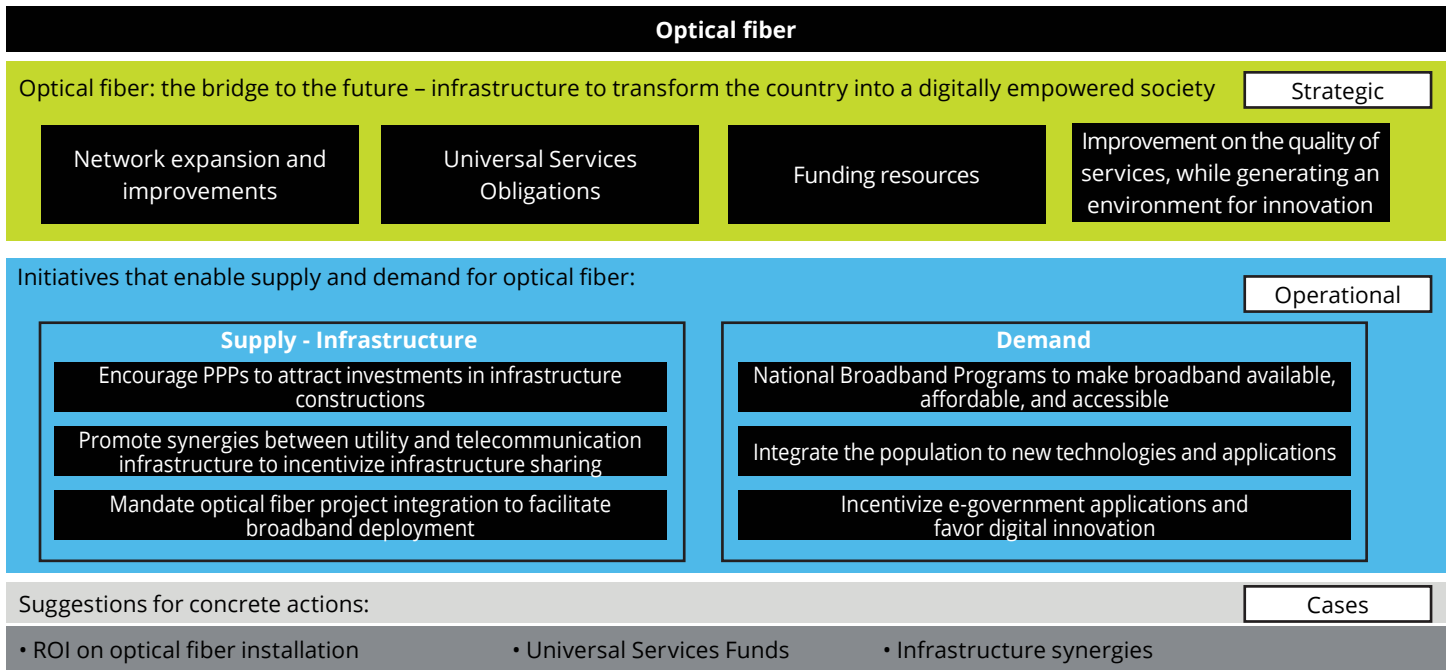 Optical fiber
Optical fiber: the bridge to the future – infrastructure to transform the country into a digitally empowered society
Strategic
Network expansion and
improvements
Universal Services
Obligations
Funding resources
Improvement on the quality of
services, while generating an
environment for innovation
Initiatives that enable supply and demand for optical fiber:
Operational
Supply - Infrastructure
Encourage PPPs to attract investments in infrastructure
constructions
Promote synergies between utility and telecommunication
infrastructure to incentivize infrastructure sharing
Mandate optical fiber project integration to facilitate
broadband deployment
Demand
National Broadband Programs to make broadband available,
affordable, and accessible
Integrate the population to new technologies and applications
Incentivize e-government applications and
favor digital innovation
Suggestions for concrete actions:
Cases
• ROI on optical fiber installation
• Universal Services Funds
• Infrastructure synergies